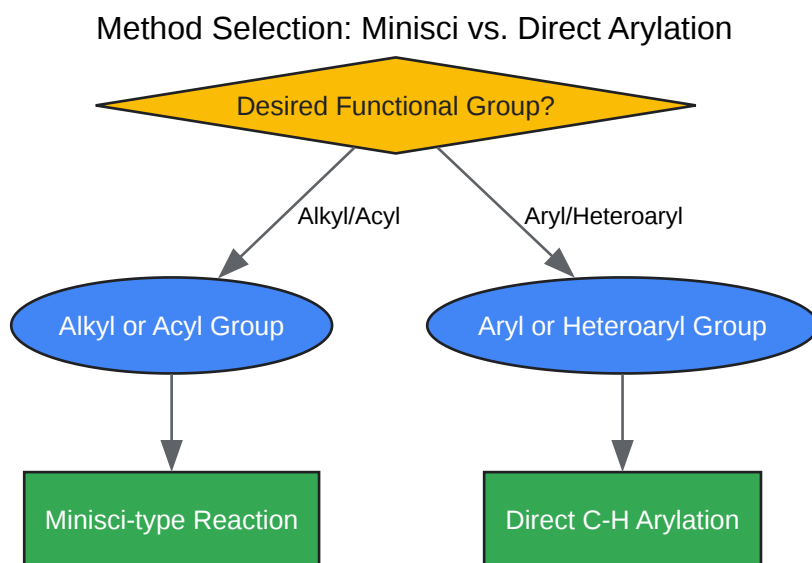 Method Selection: Minisci vs. Direct Arylation
Desired Functional Group?
Alkyl/Acyl
Aryl/Heteroaryl
Alkyl or Acyl Group
Aryl or Heteroaryl Group
Minisci-type Reaction
Direct C-H Arylation